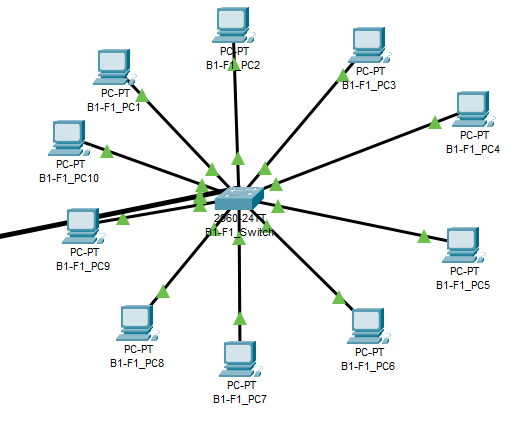 PC-PT
B1-F1_PC2
PC-PT
B1-F1_PC3
PC-PT
B1-F1_PC1
PC-PT
B1-F1_PC4
PC-PT
B1-F1_PC10
2960-24TT
B1-F1_Switch
PC-PT
B1-F1_PC9
PC-PT
B1-F1_PC5
PC-PT
B1-F1_PC8
PC-PT
B1-F1_PC6
PC-PT
B1-F1_PC7